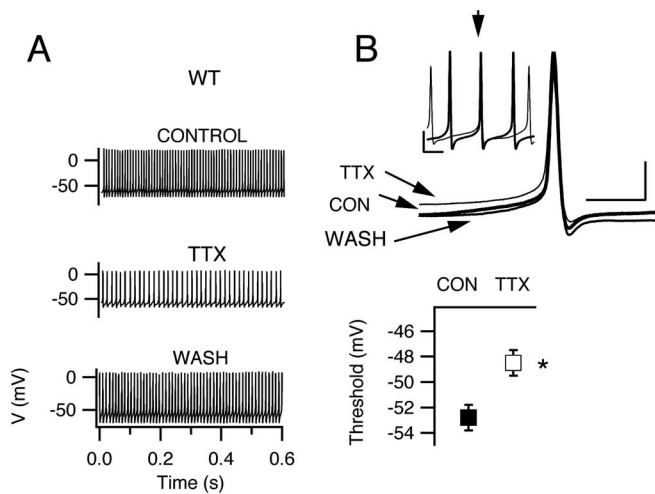 A
WT
CONTROL
0
-50
TTX
0
-50
WASH
0
-50
V (mV)
0.0 0.2 0.4 0.6
Time (s)
B
TTX
CON
WASH
CON TTX
-46
-48
-50
-52
-54
Threshold (mV)
*